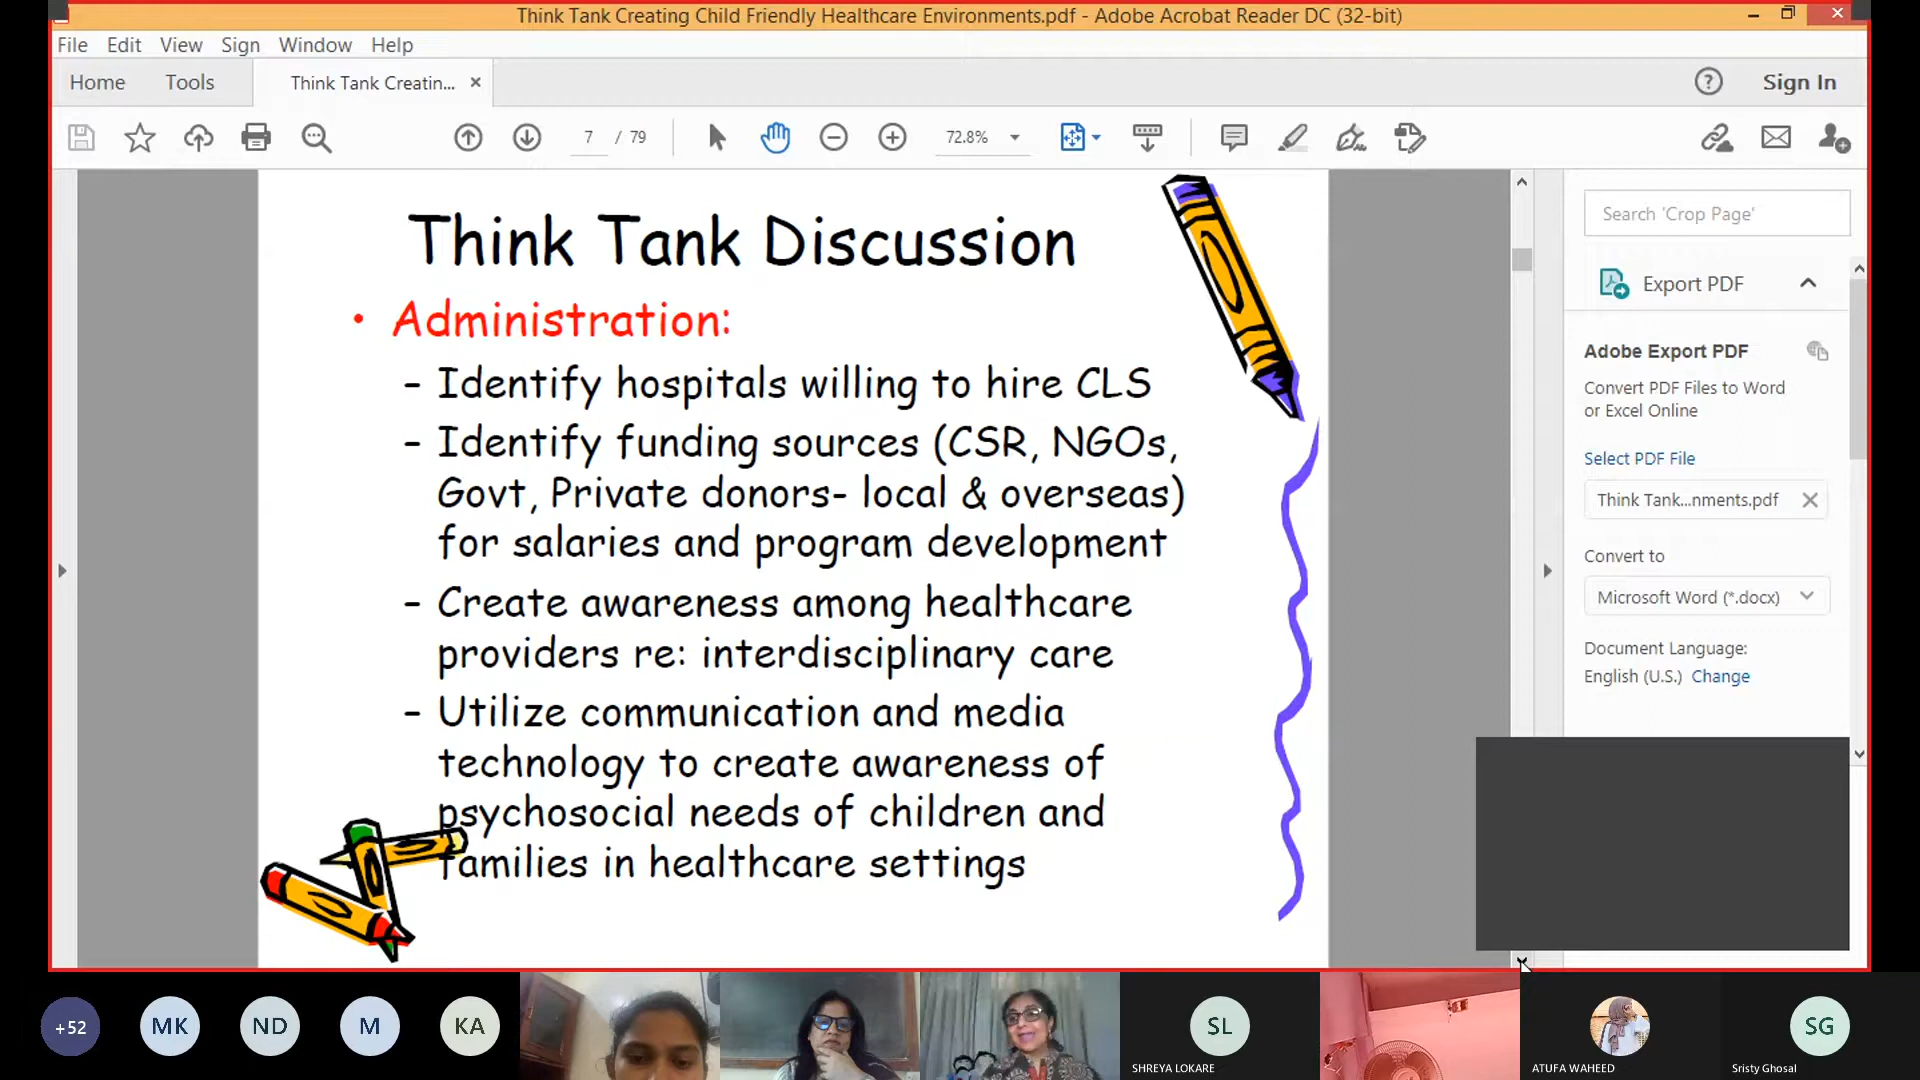 Think Tank Creating Child Friendly Healthcare Environments.pdf - Adobe Acrobat Reader DC (32-bit)
File Edit View Sign Window Help
Home Tools Think Tank Creatin... × Sign In
7 / 79 72.8%
Think Tank Discussion
• Administration:
– Identify hospitals willing to hire CLS
– Identify funding sources (CSR, NGOs,
Govt, Private donors- local & overseas)
for salaries and program development
– Create awareness among healthcare
providers re: interdisciplinary care
– Utilize communication and media
technology to create awareness of
psychosocial needs of children and
families in healthcare settings
Search 'Crop Page'
Export PDF
Adobe Export PDF
Convert PDF Files to Word
or Excel Online
Select PDF File
Think Tank...nments.pdf
Convert to
Microsoft Word (*.docx)
Document Language:
English (U.S.) Change
+52 MK ND M KA SL SG
SHREYA LOKARE ATUFA WAHEED Sristy Ghosal